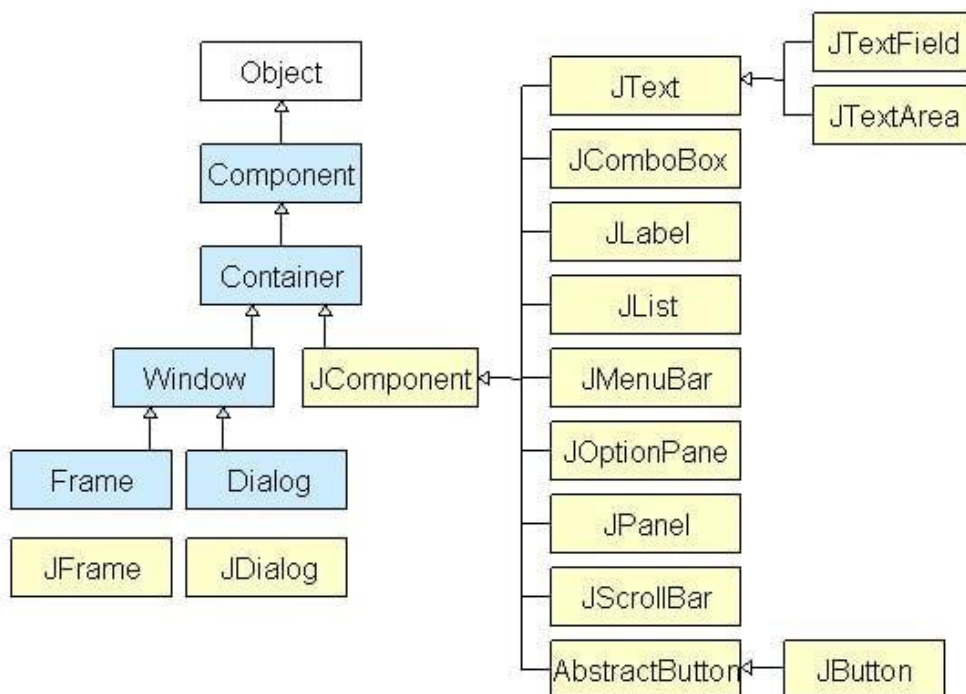 Object
Component
Container
Window
JComponent
Frame
Dialog
JFrame
JDialog
JText
JComboBox
JLabel
JList
JMenuBar
JOptionPane
JPanel
JScrollBar
AbstractButton
JTextField
JTextArea
JButton